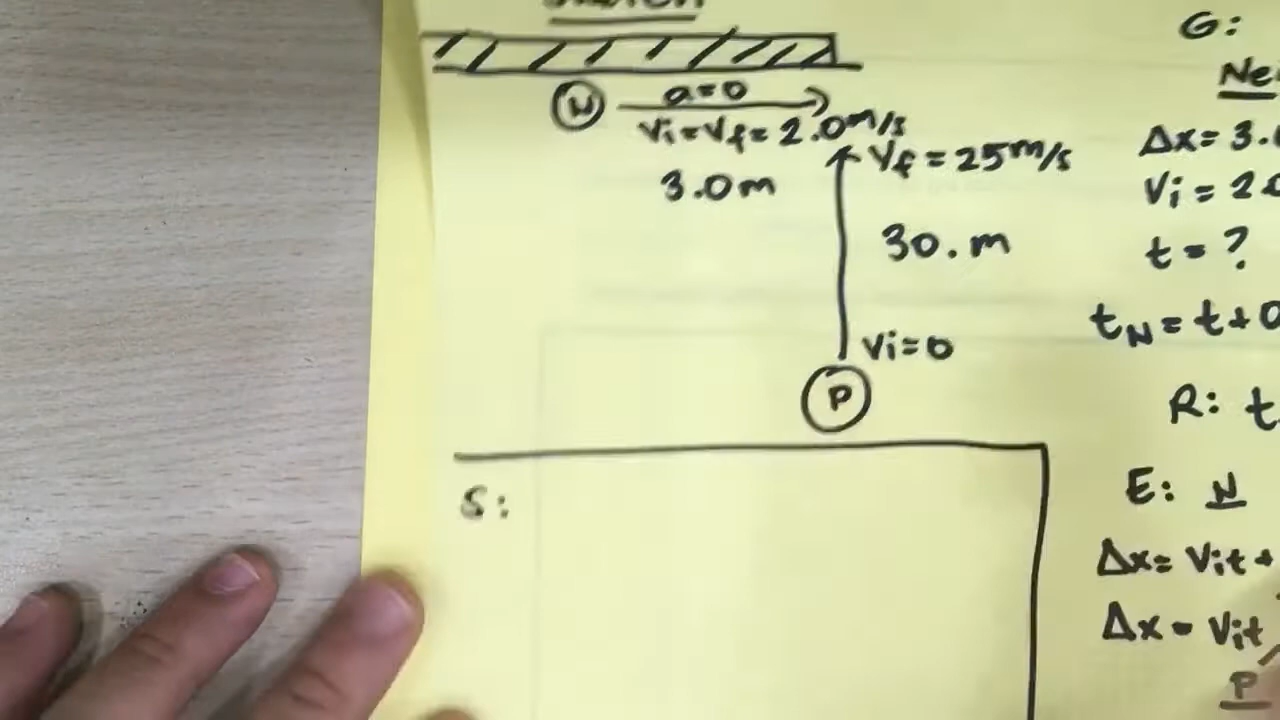 N
a=0
Vi=Vf= 2.0m/s
3.0m
Vf = 25m/s
30.m
Vi=0
P
S:
G:
Δx= 3.
Vi = 2
t = ?
tN = t+0
R: t
E: N
Δx= Vit +
Δx = Vit
P